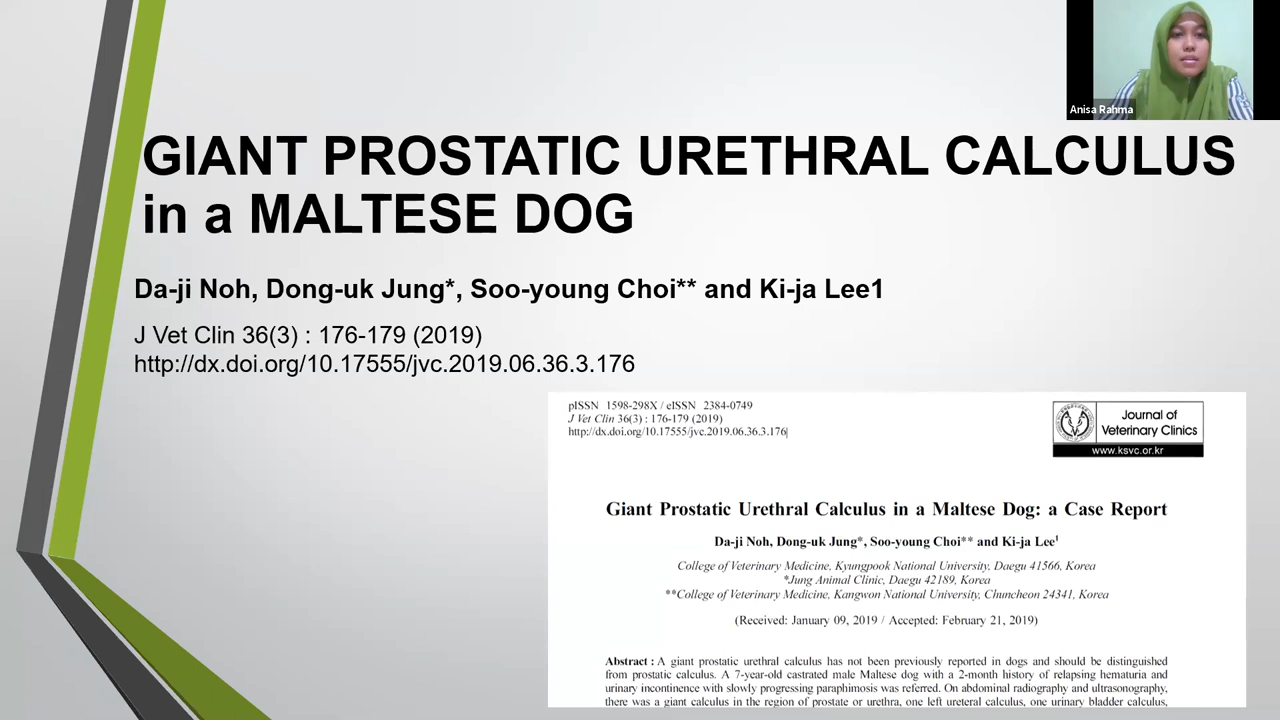 Anisa Rahma
GIANT PROSTATIC URETHRAL CALCULUS
in a MALTESE DOG
Da-ji Noh, Dong-uk Jung*, Soo-young Choi** and Ki-ja Lee1
J Vet Clin 36(3) : 176-179 (2019)
http://dx.doi.org/10.17555/jvc.2019.06.36.3.176
pISSN 1598-298X / eISSN 2384-0749
J Vet Clin 36(3) : 176-179 (2019)
http://dx.doi.org/10.17555/jvc.2019.06.36.3.176
Journal of
Veterinary Clinics
www.ksvc.or.kr
Giant Prostatic Urethral Calculus in a Maltese Dog: a Case Report
Da-ji Noh, Dong-uk Jung*, Soo-young Choi** and Ki-ja Lee¹
College of Veterinary Medicine, Kyungpook National University, Daegu 41566, Korea
*Jung Animal Clinic, Daegu 42189, Korea
**College of Veterinary Medicine, Kangwon National University, Chuncheon 24341, Korea
(Received: January 09, 2019 / Accepted: February 21, 2019)
Abstract : A giant prostatic urethral calculus has not been previously reported in dogs and should be distinguished
from prostatic calculus. A 7-year-old castrated male Maltese dog with a 2-month history of relapsing hematuria and
urinary incontinence with slowly progressing paraphimosis was referred. On abdominal radiography and ultrasonography,
there was a giant calculus in the region of prostate or urethra, one left ureteral calculus, one urinary bladder calculus,